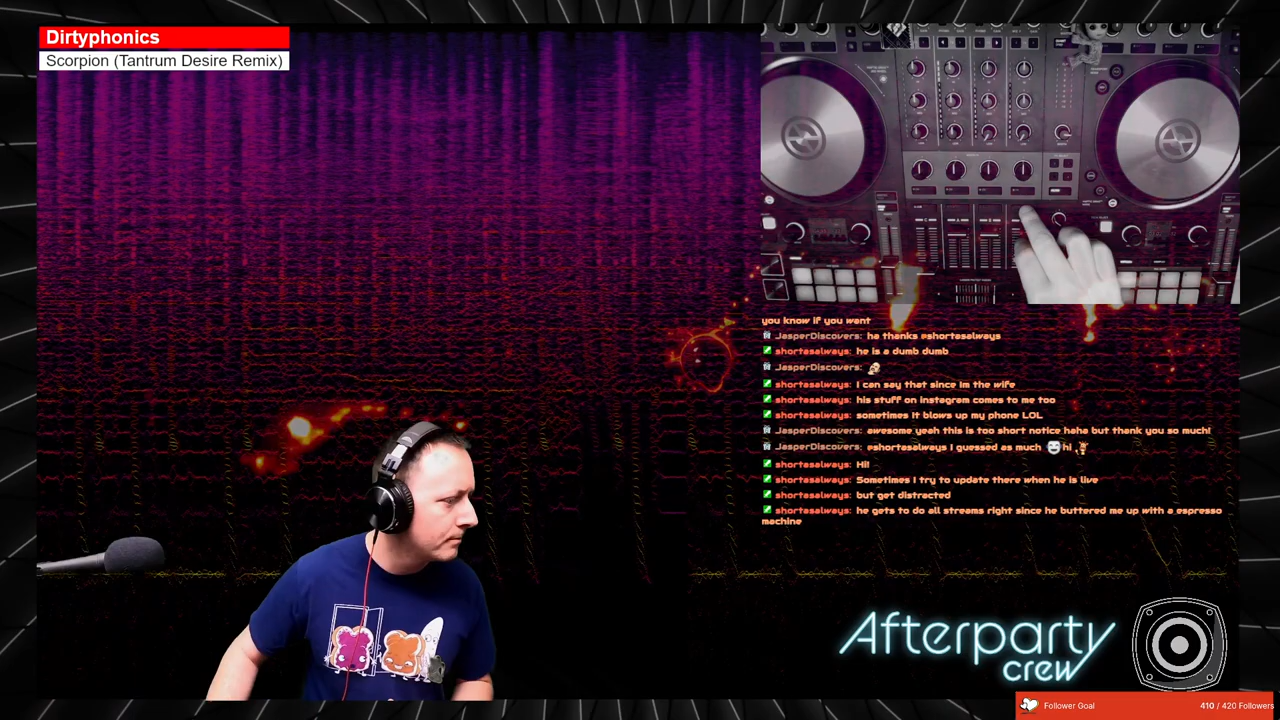 Dirtyphonics
Scorpion (Tantrum Desire Remix)
you know if you want
JasperDiscovers: ha thanks @shortasalways
shortasalways: he is a dumb dumb
JasperDiscovers:
shortasalways: I can say that since Im the wife
shortasalways: his stuff on instagram comes to me too
shortasalways: sometimes it blows up my phone LOL
JasperDiscovers: awesome yeah this is too short notice haha but thank you so much!
JasperDiscovers: @shortasalways I guessed as much hi
shortasalways: Hi!
shortasalways: Sometimes I try to update there when he is live
shortasalways: but get distracted
shortasalways: he gets to do all streams right since he buttered me up with a espresso
machine
Afterparty
crew
Follower Goal
410 / 420 Followers